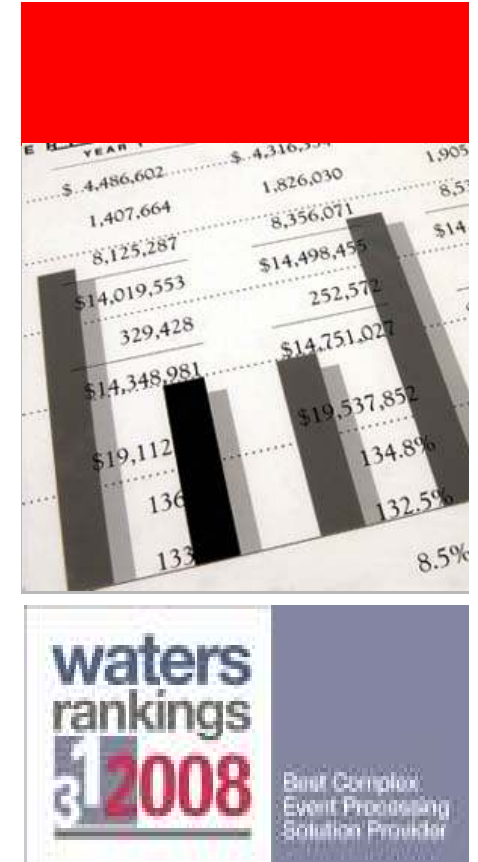 YEAR
$ 4,486,602 $ 4,316,354 1,905
1,407,664 1,826,030
8,125,287 8,356,071
$14,019,553 $14,498,455 $14
329,428 252,572
$14,348,981 $14,751,027
$19,112 $19,537,852
136 134.8%
133 132.5%
8.5%
waters
rankings
312008
Best Complex
Event Processing
Solution Provider